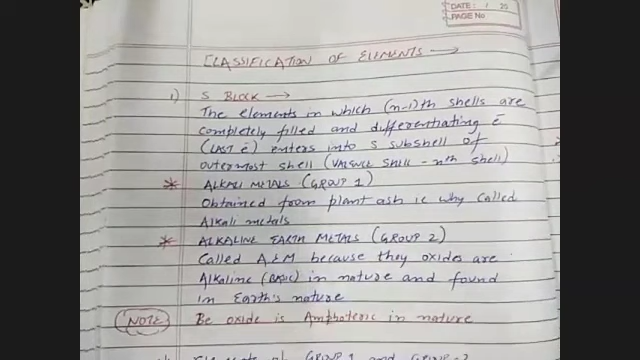 DATE: / 20
PAGE No
CLASSIFICATION OF ELEMENTS →
i) S BLOCK →
The elements in which (n-1)th shells are
completely filled and differentiating ē
(LAST ē) enters into S subshell of
outermost shell (VALENCE SHELL - nth shell)
* ALKALI METALS (GROUP 1)
Obtained from plant ash ie why called
Alkali metals
* ALKALINE EARTH METALS (GROUP 2)
Called AEM because they oxides are
Alkaline (BASIC) in nature and found
in Earth's nature
NOTE Be oxide is Amphoteric in nature
GROUP 1 and GROUP-2